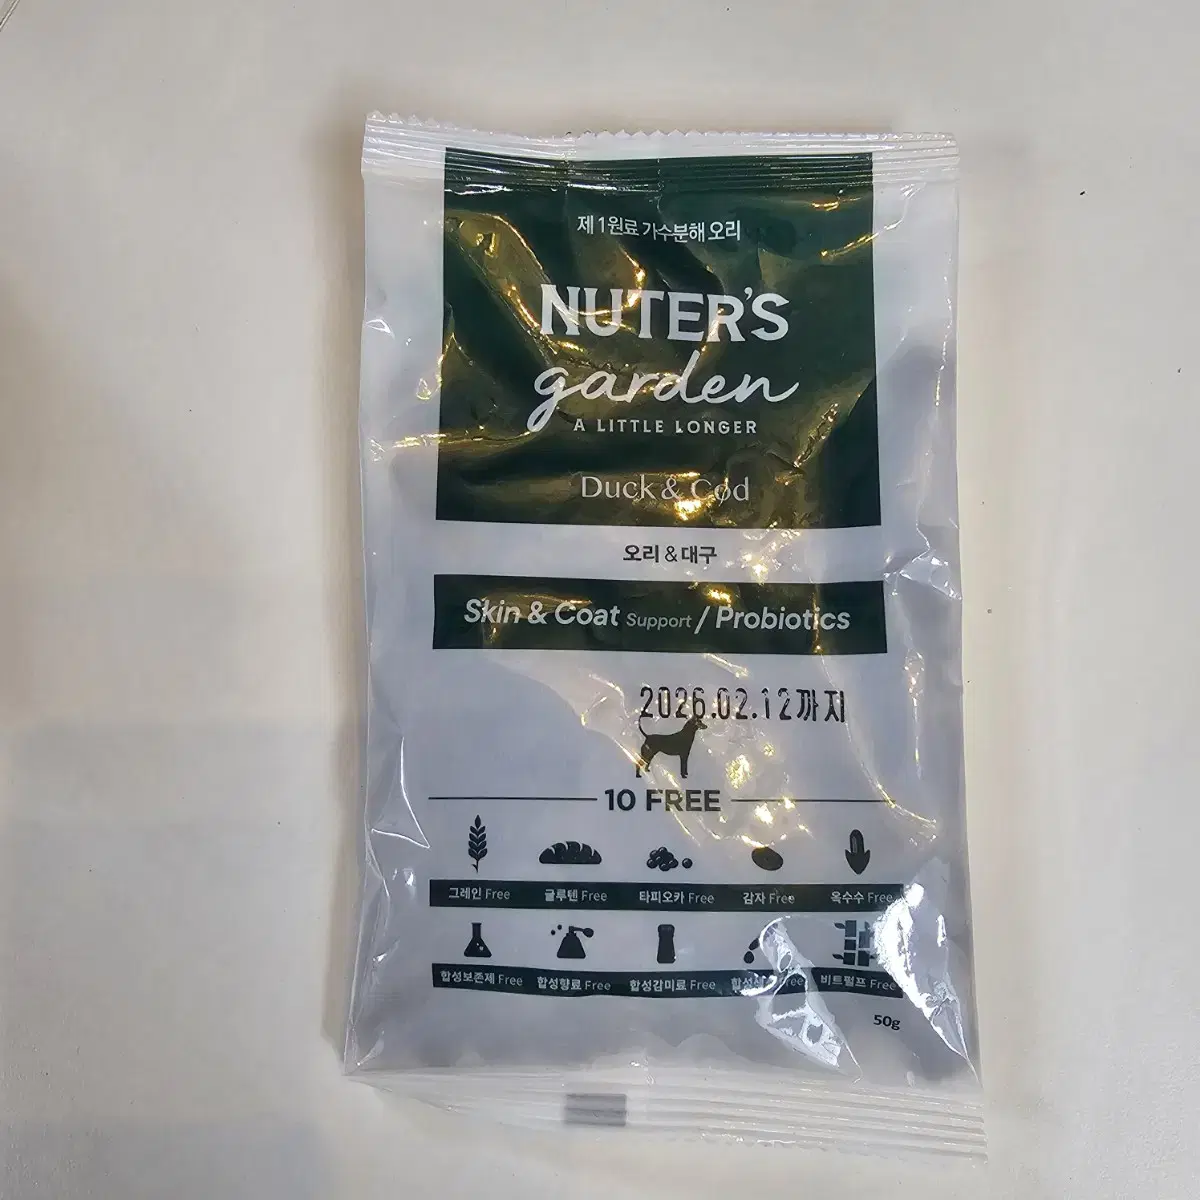 제1원료 가수분해 오리
NUTER'S
garden
A LITTLE LONGER
Duck & Cod
오리 & 대구
Skin & Coat Support / Probiotics
2026.02.12까지
10 FREE
그레인 Free 글루텐 Free 타피오카 Free 감자 Free 옥수수 Free
합성보존제 Free 합성향료 Free 합성감미료 Free Free 비트펄프 Free
50g